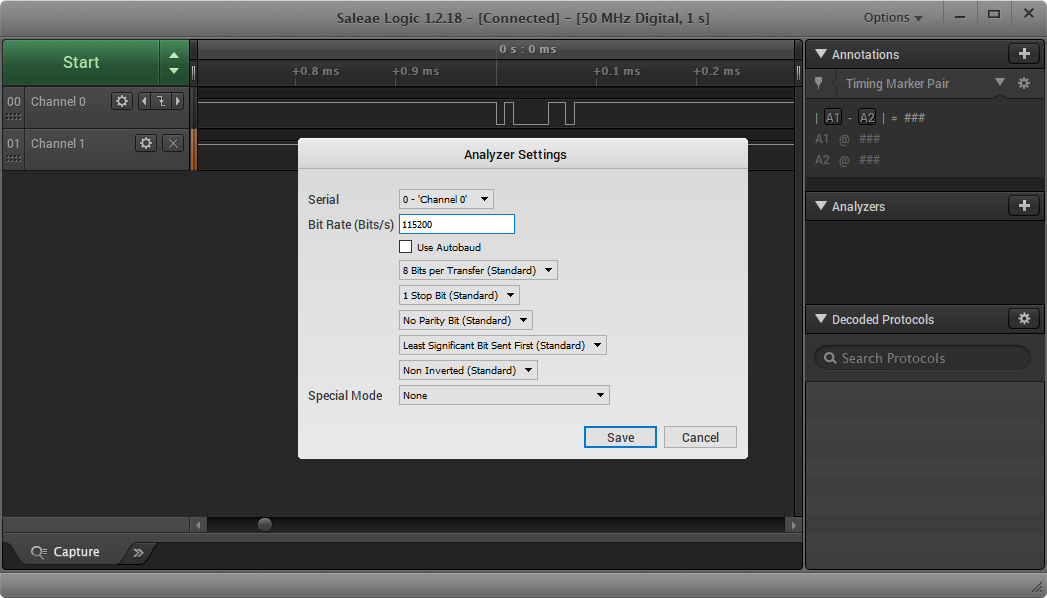 Saleae Logic 1.2.18 - [Connected] - [50 MHz Digital, 1 s]
Options
Start
0 s : 0 ms
+0.8 ms
+0.9 ms
+0.1 ms
+0.2 ms
00
Channel 0
01
Channel 1
Analyzer Settings
Serial
0 - 'Channel 0'
Bit Rate (Bits/s)
115200
Use Autobaud
8 Bits per Transfer (Standard)
1 Stop Bit (Standard)
No Parity Bit (Standard)
Least Significant Bit Sent First (Standard)
Non Inverted (Standard)
Special Mode
None
Save
Cancel
Annotations
Timing Marker Pair
| A1 - A2 | = ###
A1 @ ###
A2 @ ###
Analyzers
Decoded Protocols
Search Protocols
Capture